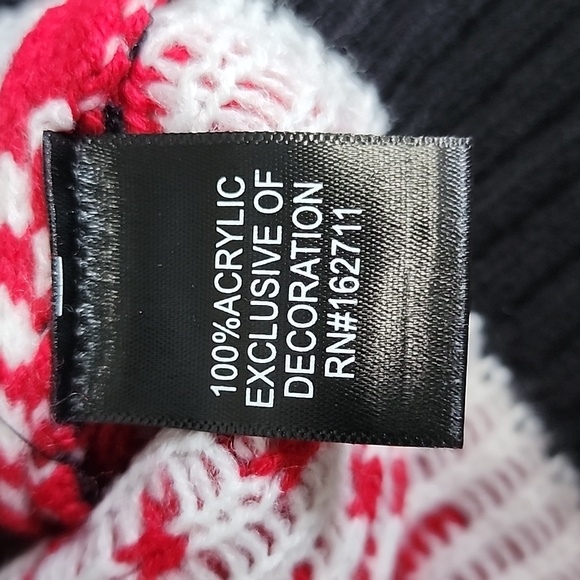 100%ACRYLIC
EXCLUSIVE OF
DECORATION
RN#162711